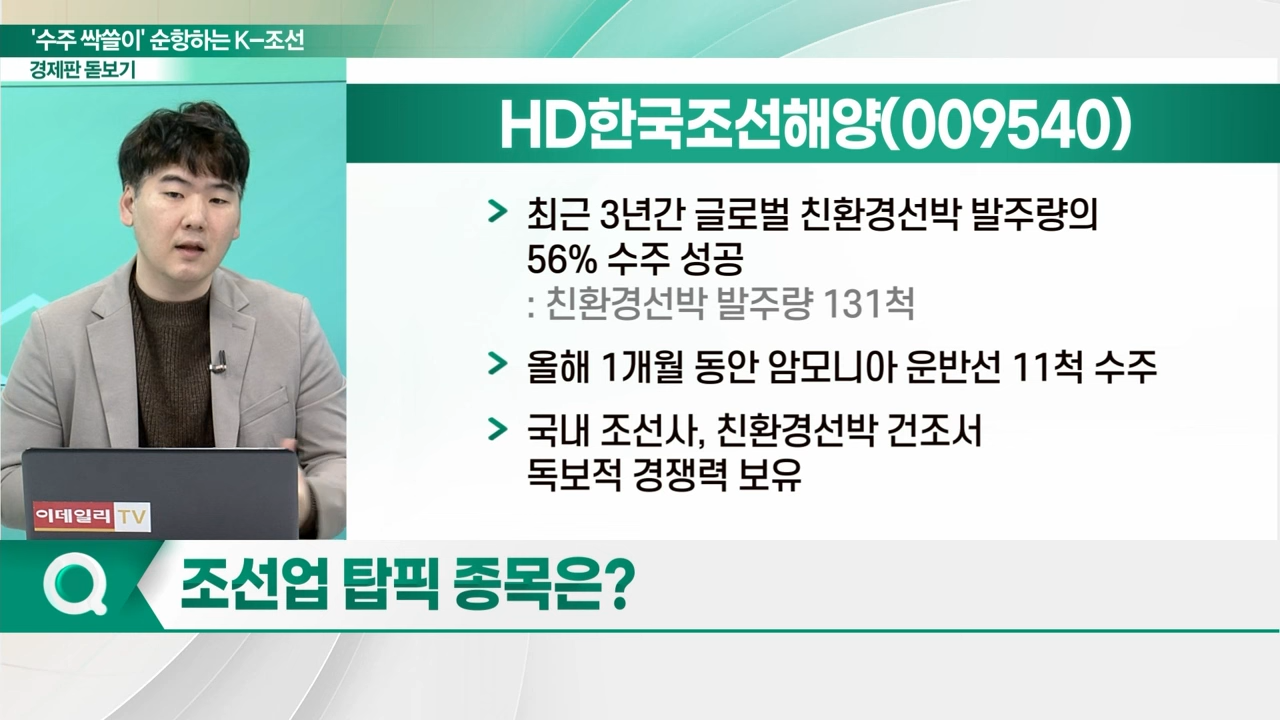 '수주 싹쓸이' 순항하는 K-조선
경제판 돋보기
HD한국조선해양(009540)
최근 3년간 글로벌 친환경선박 발주량의
56% 수주 성공
: 친환경선박 발주량 131척
올해 1개월 동안 암모니아 운반선 11척 수주
국내 조선사, 친환경선박 건조서
독보적 경쟁력 보유
이데일리 TV
조선업 탑픽 종목은?